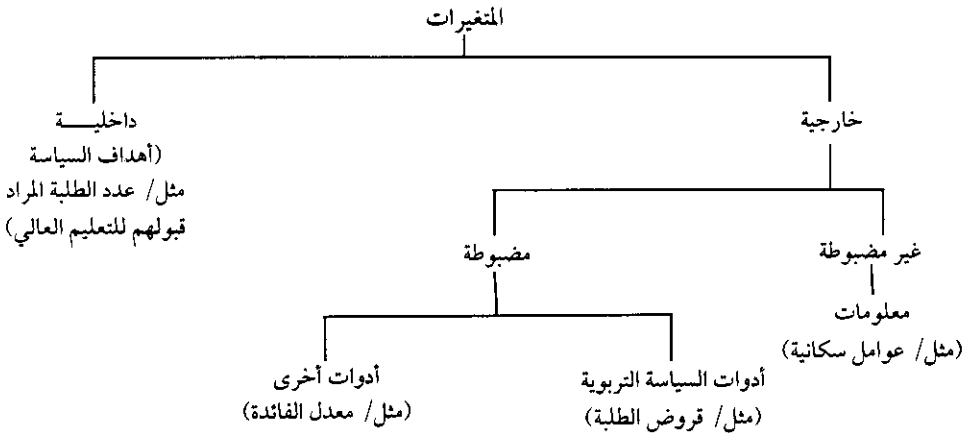 المتغيرات
خارجية
داخليـــة
(أهداف السياسة
مثل/ عدد الطلبة المراد
قبولهم للتعليم العالي)
غير مضبوطة
مضبوطة
معلومات
(مثل/ عوامل سكانية)
أدوات السياسة التربوية
(مثل/ قروض الطلبة)
أدوات أخرى
(مثل/ معدل الفائدة)